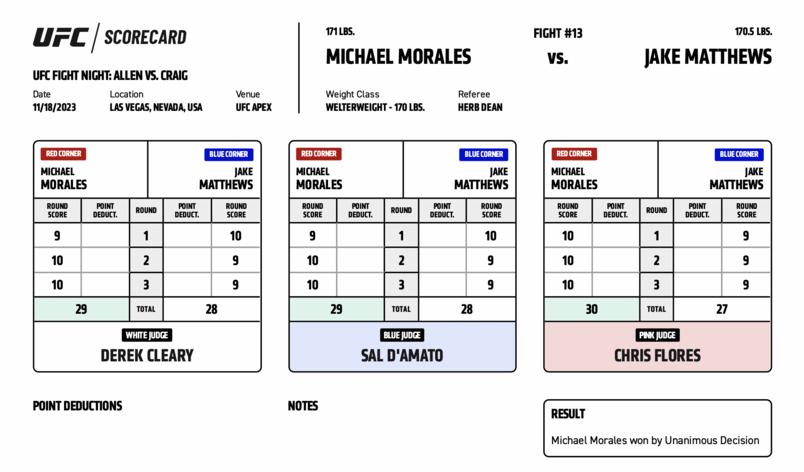 UFC / SCORECARD
UFC FIGHT NIGHT: ALLEN VS. CRAIG
Date Location Venue
11/18/2023 LAS VEGAS, NEVADA, USA UFC APEX
171 LBS. FIGHT #13 170.5 LBS.
MICHAEL MORALES vs. JAKE MATTHEWS
Weight Class Referee
WELTERWEIGHT - 170 LBS. HERB DEAN
RED CORNER BLUE CORNER
MICHAEL JAKE
MORALES MATTHEWS
ROUND POINT ROUND POINT ROUND
SCORE DEDUCT. DEDUCT. SCORE
9 1 10
10 2 9
10 3 9
29 TOTAL 28
WHITE JUDGE
DEREK CLEARY
RED CORNER BLUE CORNER
MICHAEL JAKE
MORALES MATTHEWS
ROUND POINT ROUND POINT ROUND
SCORE DEDUCT. DEDUCT. SCORE
9 1 10
10 2 9
10 3 9
29 TOTAL 28
BLUE JUDGE
SAL D'AMATO
RED CORNER BLUE CORNER
MICHAEL JAKE
MORALES MATTHEWS
ROUND POINT ROUND POINT ROUND
SCORE DEDUCT. DEDUCT. SCORE
10 1 9
10 2 9
10 3 9
30 TOTAL 27
PINK JUDGE
CHRIS FLORES
POINT DEDUCTIONS
NOTES
RESULT
Michael Morales won by Unanimous Decision